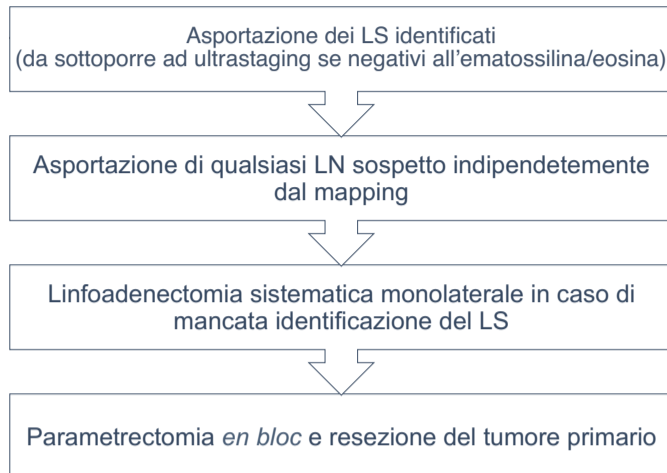 Asportazione dei LS identificati
(da sottoporre ad ultrastaging se negativi all'ematossilina/eosina)
Asportazione di qualsiasi LN sospetto indipendetemente
dal mapping
Linfoadenectomia sistematica monolaterale in caso di
mancata identificazione del LS
Parametrectomia en bloc e resezione del tumore primario